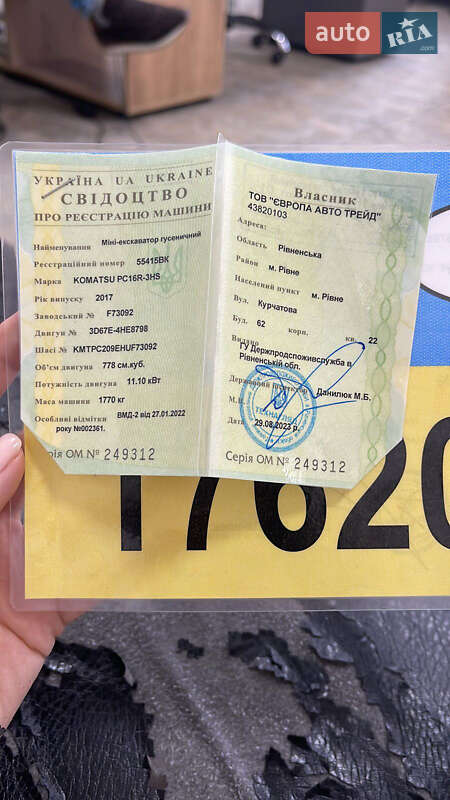 auto RIA .com
УКРАЇНА UA UKRAINE
СВІДОЦТВО
ПРО РЕЄСТРАЦІЮ МАШИНИ
Найменування Міні-екскаватор гусеничний
Реєстраційний номер 55415ВК
Марка KOMATSU PC16R-3HS
Рік випуску 2017
Заводський № F73092
Двигун № 3D67E-4HE8798
Шасі № KMTPC209EHUF73092
Об'єм двигуна 778 см.куб.
Потужність двигуна 11.10 кВт
Маса машини 1770 кг
Особливі відмітки ВМД-2 від 27.01.2022
року №002361.
Серія ОМ № 249312
Власник
ТОВ "ЄВРОПА АВТО ТРЕЙД"
43820103
Адреса:
Область Рівненська
Район м. Рівне
Населений пункт м. Рівне
Вул. Курчатова
Буд. 62 корп. кв. 22
Видано
ГУ Держпродспоживслужба в
Рівненській обл.
Державний інспектор Данилюк М.Б.
М.П.
ТЕХНАГЛЯД
Дата 29.08.2023 р.
Серія ОМ № 249312
17620